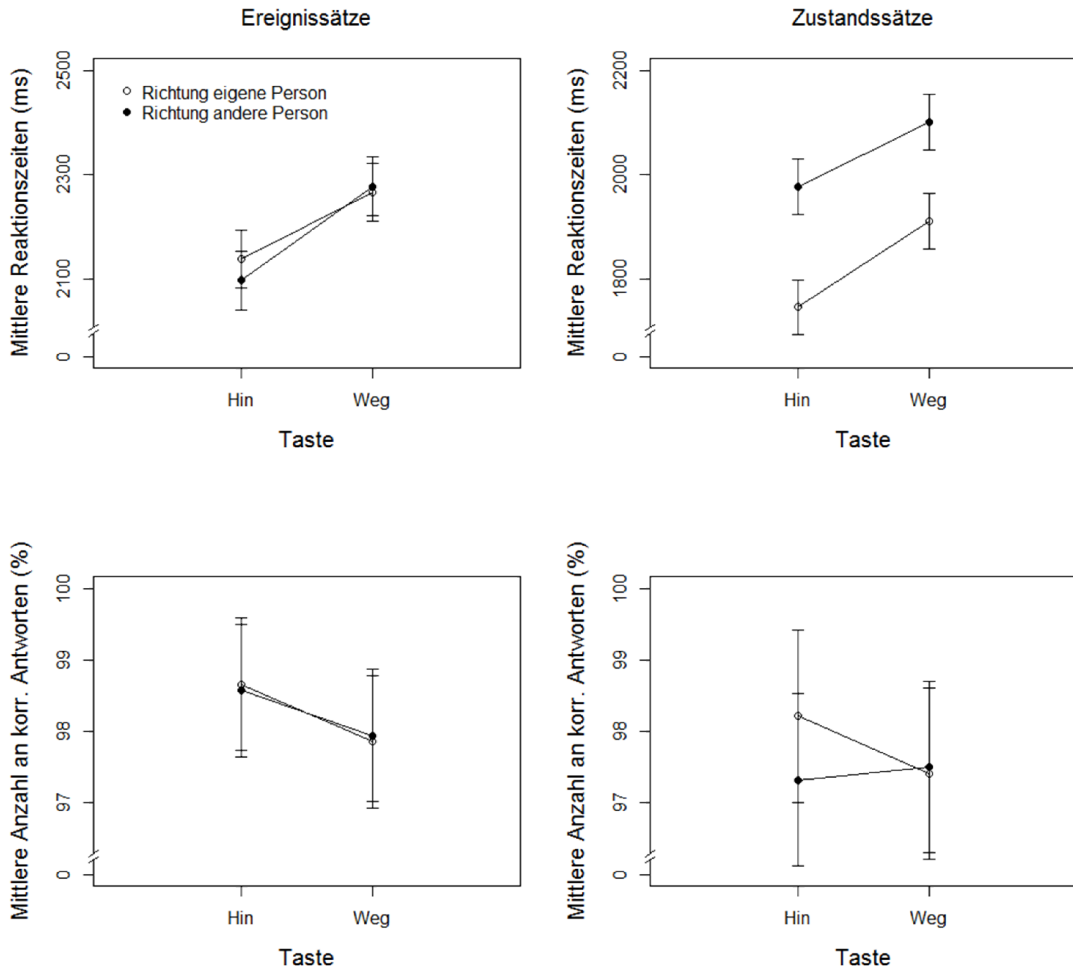 Ereignissätze
Zustandssätze
Mittlere Reaktionszeiten (ms)
2500
2300
2100
0
Richtung eigene Person
Richtung andere Person
Hin
Weg
Taste
Mittlere Reaktionszeiten (ms)
2200
2000
1800
0
Hin
Weg
Taste
Mittlere Anzahl an korr. Antworten (%)
100
99
98
97
0
Hin
Weg
Taste
Mittlere Anzahl an korr. Antworten (%)
100
99
98
97
0
Hin
Weg
Taste